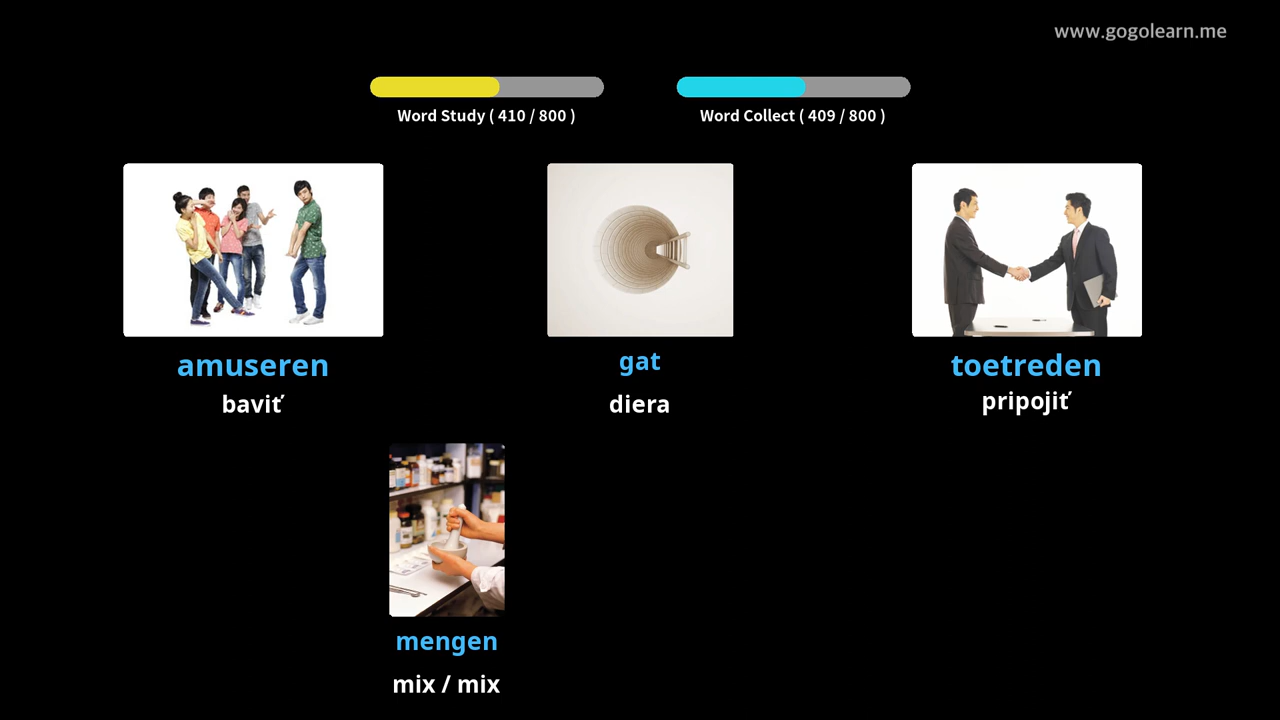 www.gogolearn.me
Word Study ( 410 / 800 )
Word Collect ( 409 / 800 )
amuseren
baviť
gat
diera
toetreden
pripojiť
mengen
mix / mix